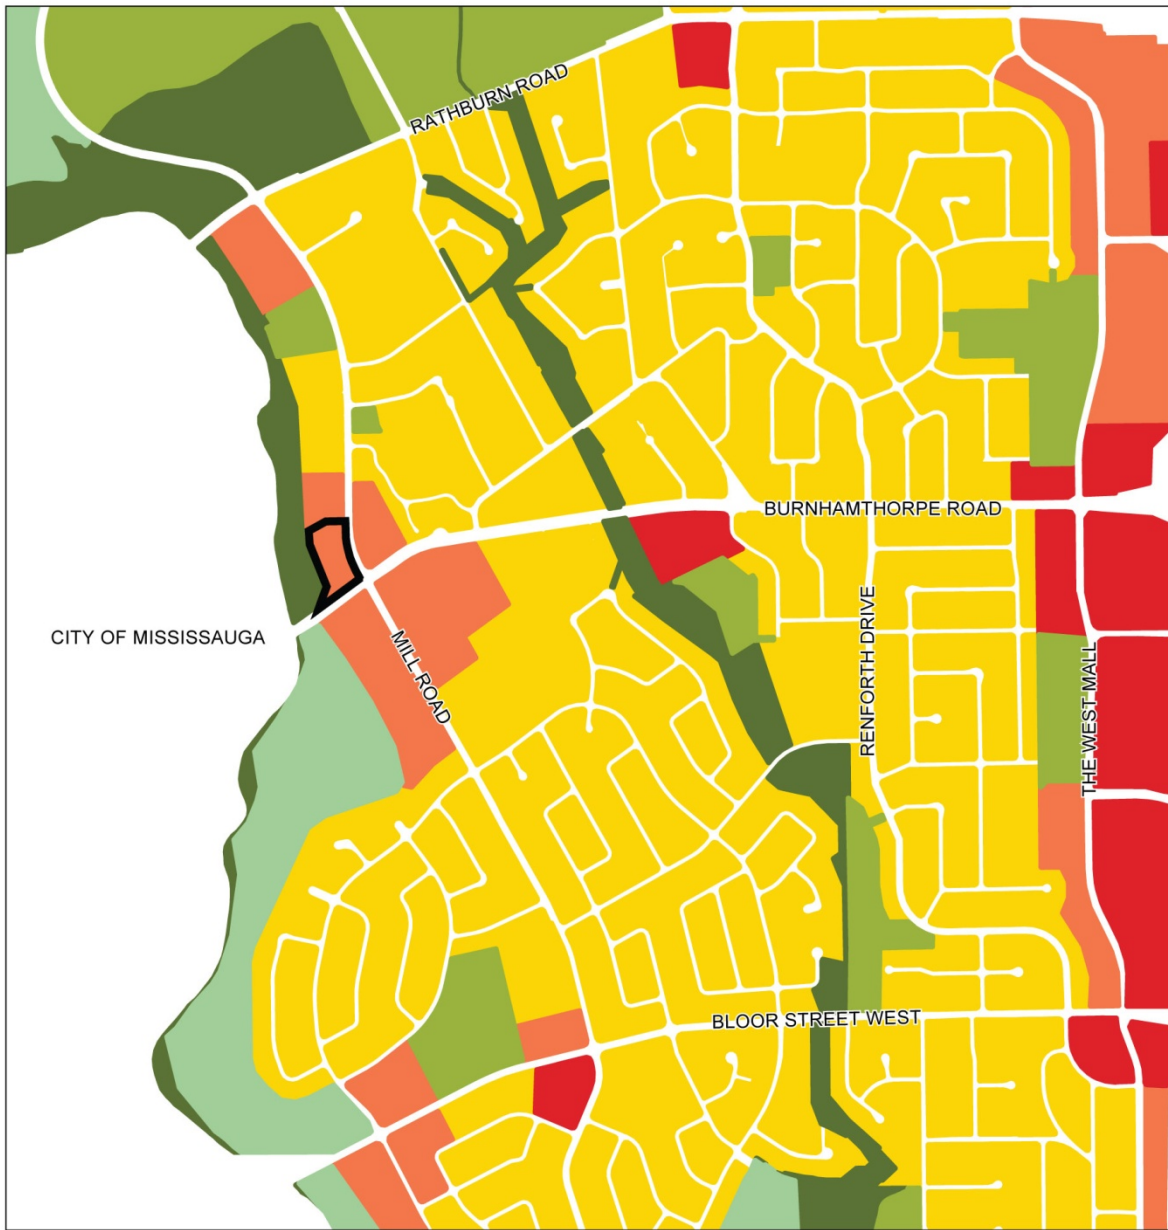 RATHBURN ROAD
BURNHAMTHORPE ROAD
CITY OF MISSISSAUGA
MILL ROAD
RENFORTH DRIVE
THE WEST MALL
BLOOR STREET WEST